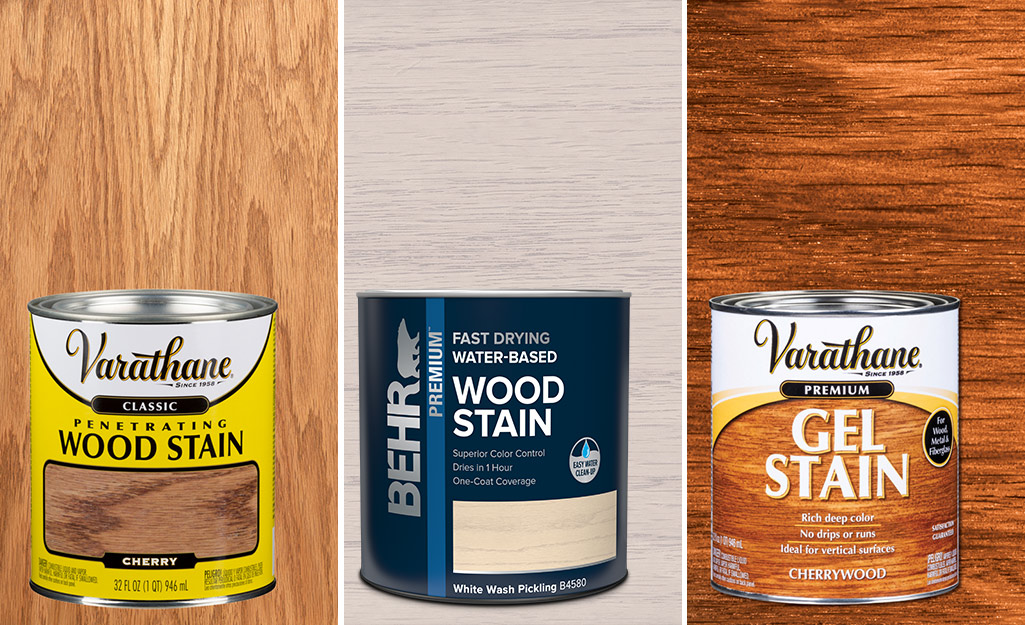 Varathane®
SINCE 1958
CLASSIC
PENETRATING
WOOD STAIN
CHERRY
32 FL OZ (1 QT) 946 mL
BEHR
PREMIUM™
FAST DRYING
WATER-BASED
WOOD
STAIN
Superior Color Control
Dries in 1 Hour
One-Coat Coverage
EASY WATER
CLEAN-UP
White Wash Pickling B4580
Varathane®
SINCE 1958
PREMIUM
GEL
STAIN
For
Wood,
Metal &
Fiberglass
Rich deep color
No drips or runs
Ideal for vertical surfaces
SATISFACTION
GUARANTEED
CHERRYWOOD